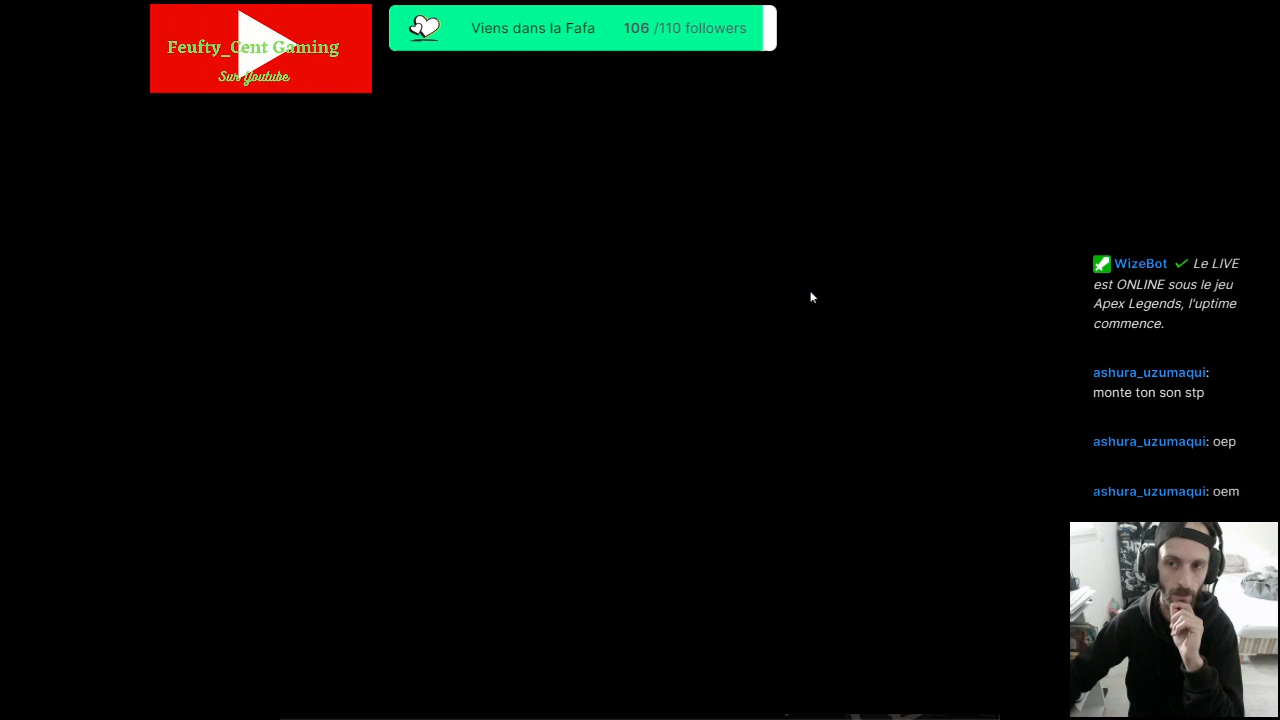 Feufty_Cent Gaming
Sur Youtube
Viens dans la Fafa 106 /110 followers
WizeBot Le LIVE
est ONLINE sous le jeu
Apex Legends, l'uptime
commence.
ashura_uzumaqui:
monte ton son stp
ashura_uzumaqui: oep
ashura_uzumaqui: oem